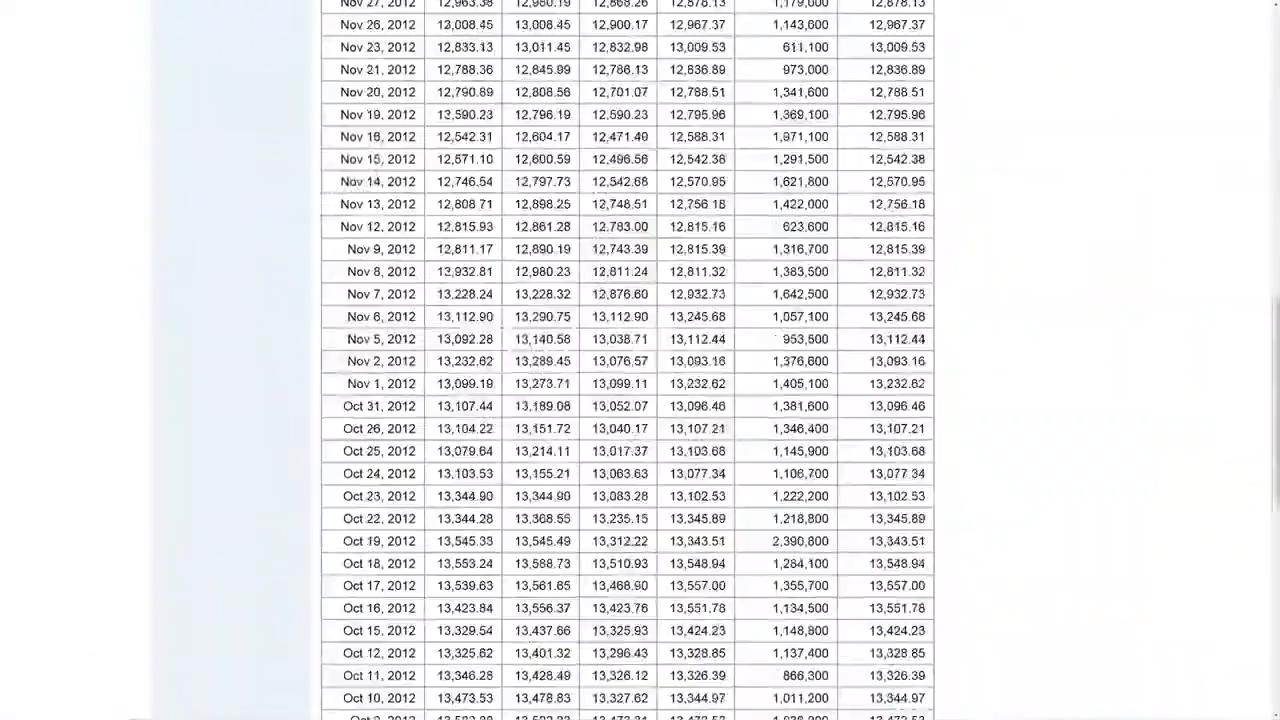 Nov 27, 2012 12,963.38 12,980.19 12,868.26 12,878.13 1,179,000 12,878.13
Nov 26, 2012 13,008.45 13,008.45 12,900.17 12,967.37 1,143,600 12,967.37
Nov 23, 2012 12,833.13 13,011.45 12,832.98 13,009.53 611,100 13,009.53
Nov 21, 2012 12,788.36 12,845.99 12,786.13 12,836.89 973,000 12,836.89
Nov 20, 2012 12,790.89 12,808.56 12,701.07 12,788.51 1,341,600 12,788.51
Nov 19, 2012 12,590.23 12,796.19 12,590.23 12,795.96 1,369,100 12,795.96
Nov 16, 2012 12,542.31 12,604.17 12,471.49 12,588.31 1,971,100 12,588.31
Nov 15, 2012 12,571.10 12,600.59 12,496.56 12,542.38 1,291,500 12,542.38
Nov 14, 2012 12,746.54 12,797.73 12,542.68 12,570.95 1,621,800 12,570.95
Nov 13, 2012 12,808.71 12,898.25 12,748.51 12,756.18 1,422,000 12,756.18
Nov 12, 2012 12,815.93 12,861.28 12,783.00 12,815.16 623,600 12,815.16
Nov 9, 2012 12,811.17 12,890.19 12,743.39 12,815.39 1,316,700 12,815.39
Nov 8, 2012 13,932.81 12,980.23 12,811.24 12,811.32 1,383,500 12,811.32
Nov 7, 2012 13,228.24 13,228.32 12,876.60 12,932.73 1,642,500 12,932.73
Nov 6, 2012 13,112.90 13,290.75 13,112.90 13,245.68 1,057,100 13,245.68
Nov 5, 2012 13,092.28 13,140.58 13,038.71 13,112.44 953,600 13,112.44
Nov 2, 2012 13,232.62 13,289.45 13,076.57 13,093.16 1,376,600 13,093.16
Nov 1, 2012 13,099.19 13,273.71 13,099.11 13,232.62 1,405,100 13,232.62
Oct 31, 2012 13,107.44 13,189.08 13,052.07 13,096.46 1,381,600 13,096.46
Oct 26, 2012 13,104.22 13,151.72 13,040.17 13,107.21 1,346,400 13,107.21
Oct 25, 2012 13,079.64 13,214.11 13,017.37 13,103.68 1,145,900 13,103.68
Oct 24, 2012 13,103.53 13,155.21 13,063.63 13,077.34 1,106,700 13,077.34
Oct 23, 2012 13,344.90 13,344.90 13,083.28 13,102.53 1,222,200 13,102.53
Oct 22, 2012 13,344.28 13,368.55 13,235.15 13,345.89 1,218,800 13,345.89
Oct 19, 2012 13,545.33 13,545.49 13,312.22 13,343.51 2,390,800 13,343.51
Oct 18, 2012 13,553.24 13,588.73 13,510.93 13,548.94 1,284,100 13,548.94
Oct 17, 2012 13,539.63 13,561.65 13,468.90 13,557.00 1,355,700 13,557.00
Oct 16, 2012 13,423.84 13,556.37 13,423.76 13,551.78 1,134,500 13,551.78
Oct 15, 2012 13,329.54 13,437.66 13,325.93 13,424.23 1,148,800 13,424.23
Oct 12, 2012 13,325.62 13,401.32 13,296.43 13,328.85 1,137,400 13,328.85
Oct 11, 2012 13,346.28 13,428.49 13,326.12 13,326.39 866,300 13,326.39
Oct 10, 2012 13,473.53 13,478.83 13,327.62 13,344.97 1,011,200 13,344.97